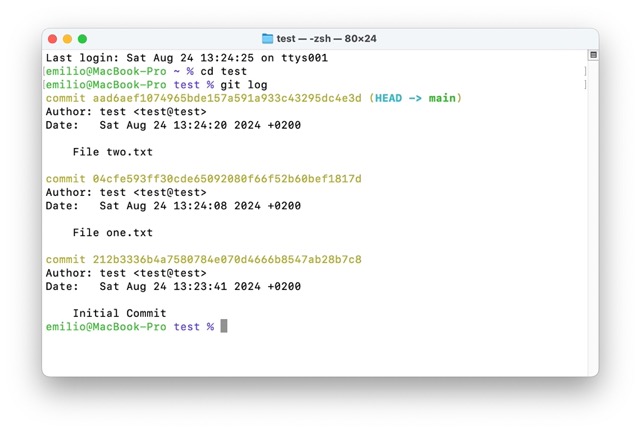 test — -zsh — 80×24
Last login: Sat Aug 24 13:24:25 on ttys001
[emilio@MacBook-Pro ~ % cd test ]
[emilio@MacBook-Pro test % git log ]
commit aad6aef1074965bde157a591a933c43295dc4e3d (HEAD -> main)
Author: test <test@test>
Date:   Sat Aug 24 13:24:20 2024 +0200
    File two.txt
commit 04cfe593ff30cde65092080f66f52b60bef1817d
Author: test <test@test>
Date:   Sat Aug 24 13:24:08 2024 +0200
    File one.txt
commit 212b3336b4a7580784e070d4666b8547ab28b7c8
Author: test <test@test>
Date:   Sat Aug 24 13:23:41 2024 +0200
    Initial Commit
emilio@MacBook-Pro test %